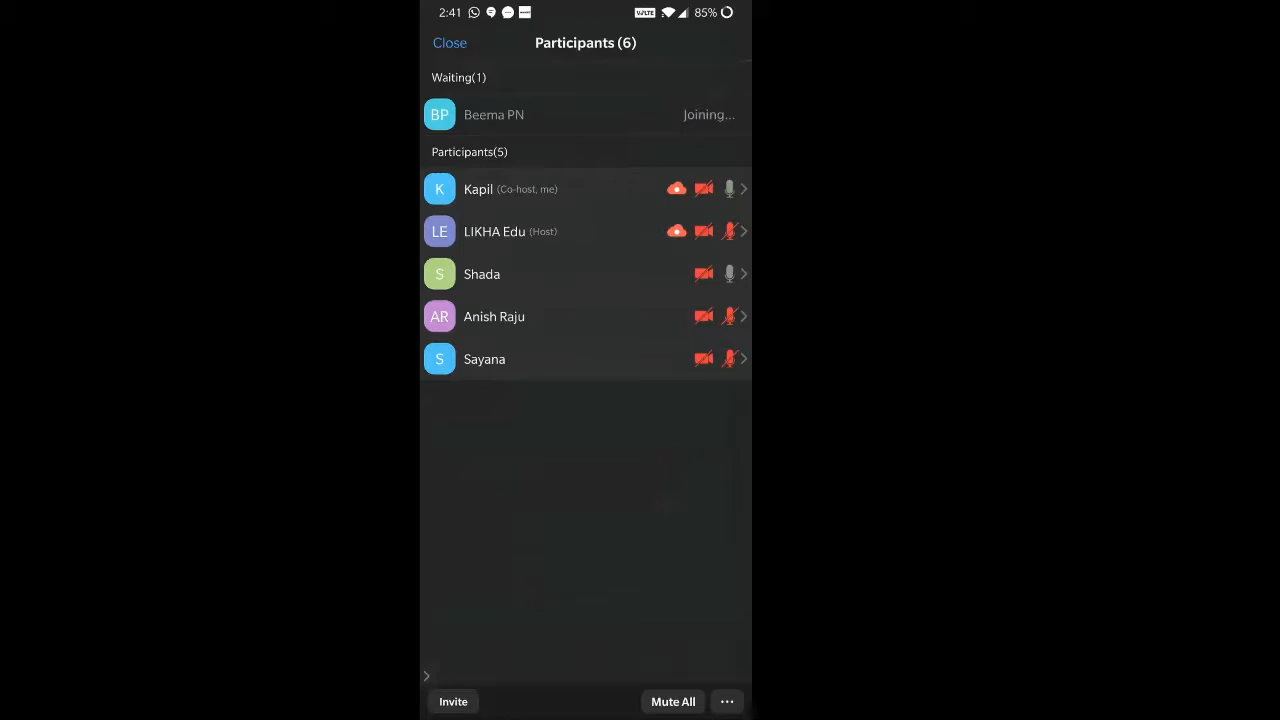 2:41 VoLTE 85%
Close Participants (6)
Waiting(1)
BP Beema PN Joining...
Participants(5)
K Kapil (Co-host, me)
LE LIKHA Edu (Host)
S Shada
AR Anish Raju
S Sayana
Invite Mute All ...